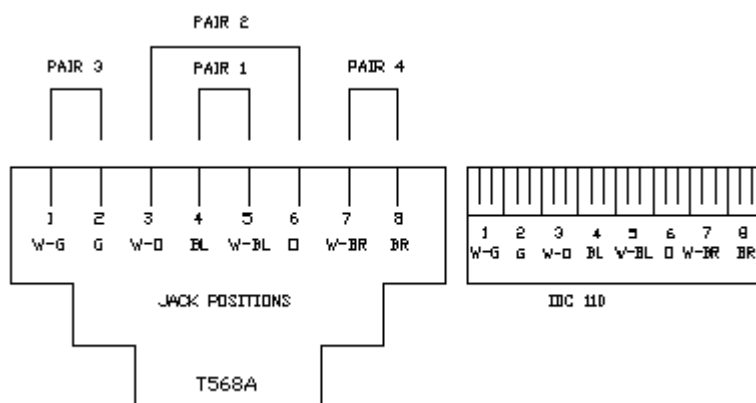 PAIR 2
PAIR 3 PAIR 1 PAIR 4
1 2 3 4 5 6 7 8
W-G G W-O BL W-BL O W-BR BR
1 2 3 4 5 6 7 8
W-G G W-O BL W-BL O W-BR BR
JACK POSITIONS
IDC 110
T568A